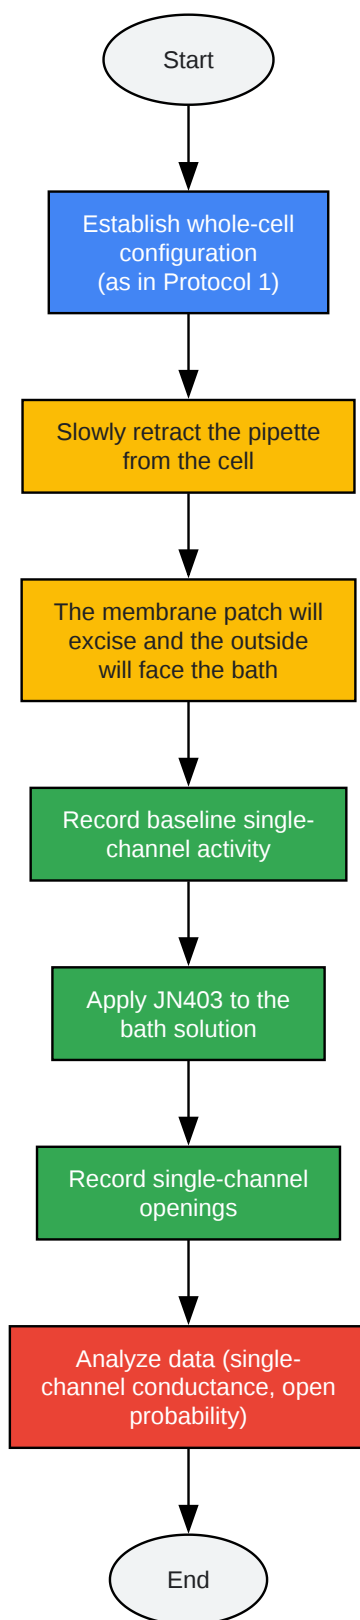 Start
Establish whole-cell
configuration
(as in Protocol 1)
Slowly retract the pipette
from the cell
The membrane patch will
excise and the outside
will face the bath
Record baseline single-
channel activity
Apply JN403 to the
bath solution
Record single-channel
openings
Analyze data (single-
channel conductance, open
probability)
End